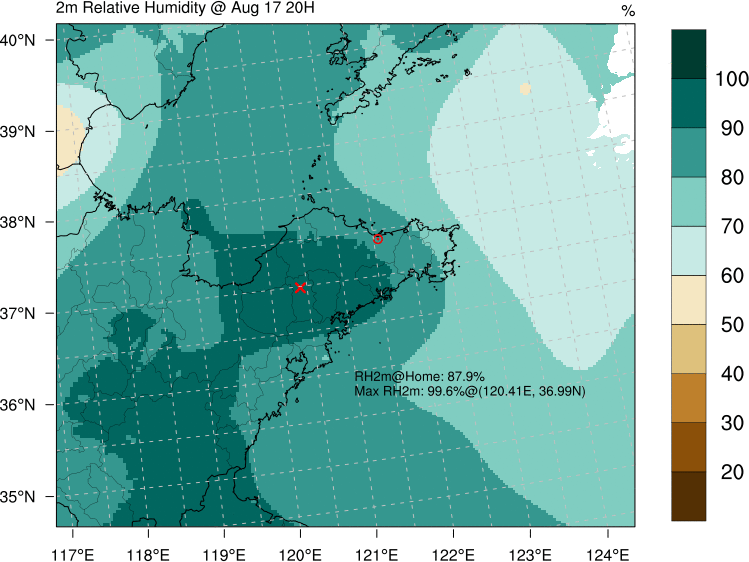 2m Relative Humidity @ Aug 17 20H
%
40°N
39°N
38°N
37°N
36°N
35°N
117°E 118°E 119°E 120°E 121°E 122°E 123°E 124°E
RH2m@Home: 87.9%
Max RH2m: 99.6%@(120.41E, 36.99N)
100
90
80
70
60
50
40
30
20